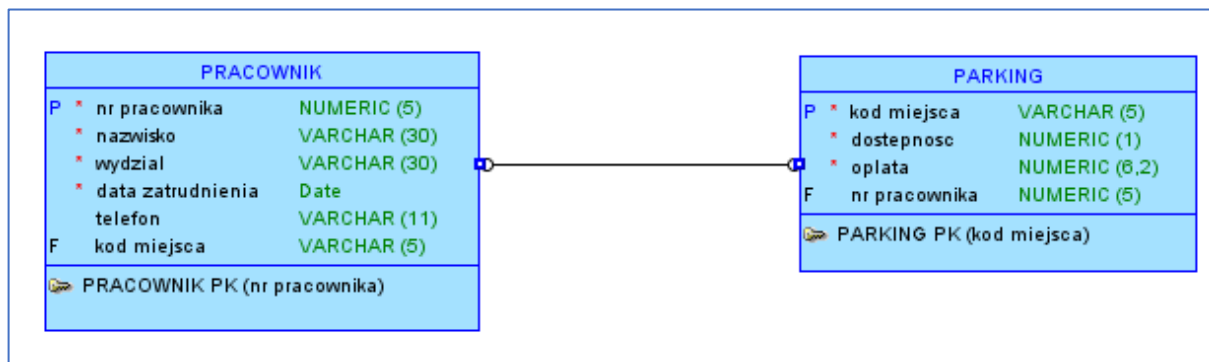 PRACOWNIK
P * nr pracownika NUMERIC (5)
* nazwisko VARCHAR (30)
* wydzial VARCHAR (30)
* data zatrudnienia Date
telefon VARCHAR (11)
F kod miejsca VARCHAR (5)
PRACOWNIK PK (nr pracownika)
PARKING
P * kod miejsca VARCHAR (5)
* dostepnosc NUMERIC (1)
* oplata NUMERIC (6,2)
F nr pracownika NUMERIC (5)
PARKING PK (kod miejsca)